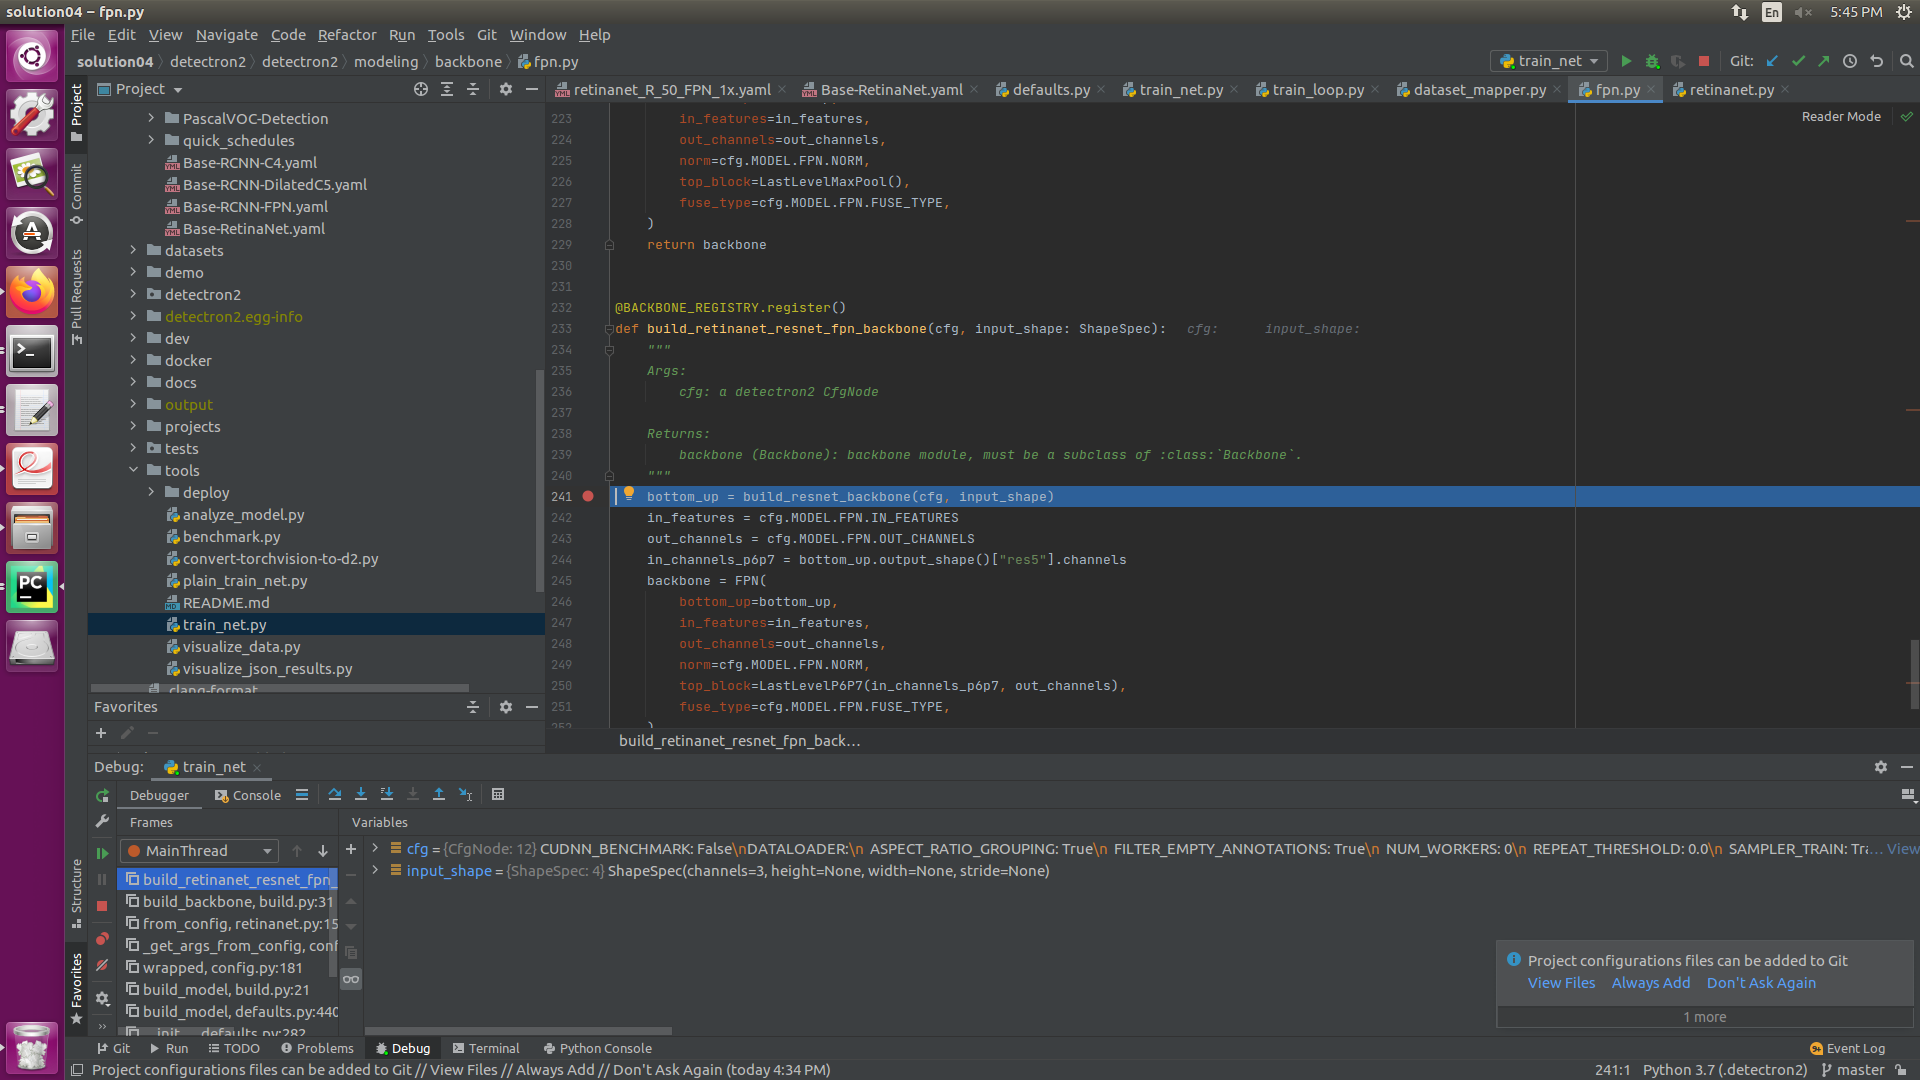 solution04 – fpn.py
En
5:45 PM
File Edit View Navigate Code Refactor Run Tools Git Window Help
solution04 detectron2 detectron2 modeling backbone fpn.py
train_net
Git:
Project
retinanet_R_50_FPN_1x.yaml
Base-RetinaNet.yaml
defaults.py
train_net.py
train_loop.py
dataset_mapper.py
fpn.py
retinanet.py
Project
Commit
Pull Requests
Structure
Favorites
PascalVOC-Detection
quick_schedules
Base-RCNN-C4.yaml
Base-RCNN-DilatedC5.yaml
Base-RCNN-FPN.yaml
Base-RetinaNet.yaml
datasets
demo
detectron2
detectron2.egg-info
dev
docker
docs
output
projects
tests
tools
deploy
analyze_model.py
benchmark.py
convert-torchvision-to-d2.py
plain_train_net.py
README.md
train_net.py
visualize_data.py
visualize_json_results.py
.clang-format
Reader Mode
223 in_features=in_features,
224 out_channels=out_channels,
225 norm=cfg.MODEL.FPN.NORM,
226 top_block=LastLevelMaxPool(),
227 fuse_type=cfg.MODEL.FPN.FUSE_TYPE,
228 )
229 return backbone
230
231
232 @BACKBONE_REGISTRY.register()
233 def build_retinanet_resnet_fpn_backbone(cfg, input_shape: ShapeSpec): cfg: input_shape:
234 """
235 Args:
236 cfg: a detectron2 CfgNode
237
238 Returns:
239 backbone (Backbone): backbone module, must be a subclass of :class:`Backbone`.
240 """
241 bottom_up = build_resnet_backbone(cfg, input_shape)
242 in_features = cfg.MODEL.FPN.IN_FEATURES
243 out_channels = cfg.MODEL.FPN.OUT_CHANNELS
244 in_channels_p6p7 = bottom_up.output_shape()["res5"].channels
245 backbone = FPN(
246 bottom_up=bottom_up,
247 in_features=in_features,
248 out_channels=out_channels,
249 norm=cfg.MODEL.FPN.NORM,
250 top_block=LastLevelP6P7(in_channels_p6p7, out_channels),
251 fuse_type=cfg.MODEL.FPN.FUSE_TYPE,
252 )
build_retinanet_resnet_fpn_back...
Favorites
Debug: train_net
Debugger Console
Frames
Variables
MainThread
build_retinanet_resnet_fpn_
build_backbone, build.py:31
from_config, retinanet.py:15
_get_args_from_config, conf
wrapped, config.py:181
build_model, build.py:21
build_model, defaults.py:440
__init__, defaults.py:282
cfg = {CfgNode: 12} CUDNN_BENCHMARK: False\nDATALOADER:\n ASPECT_RATIO_GROUPING: True\n FILTER_EMPTY_ANNOTATIONS: True\n NUM_WORKERS: 0\n REPEAT_THRESHOLD: 0.0\n SAMPLER_TRAIN: Tra... View
input_shape = {ShapeSpec: 4} ShapeSpec(channels=3, height=None, width=None, stride=None)
Project configurations files can be added to Git
View Files Always Add Don't Ask Again
1 more
Git Run TODO Problems Debug Terminal Python Console
Event Log
Project configurations files can be added to Git // View Files // Always Add // Don't Ask Again (today 4:34 PM)
241:1 Python 3.7 (.detectron2) master